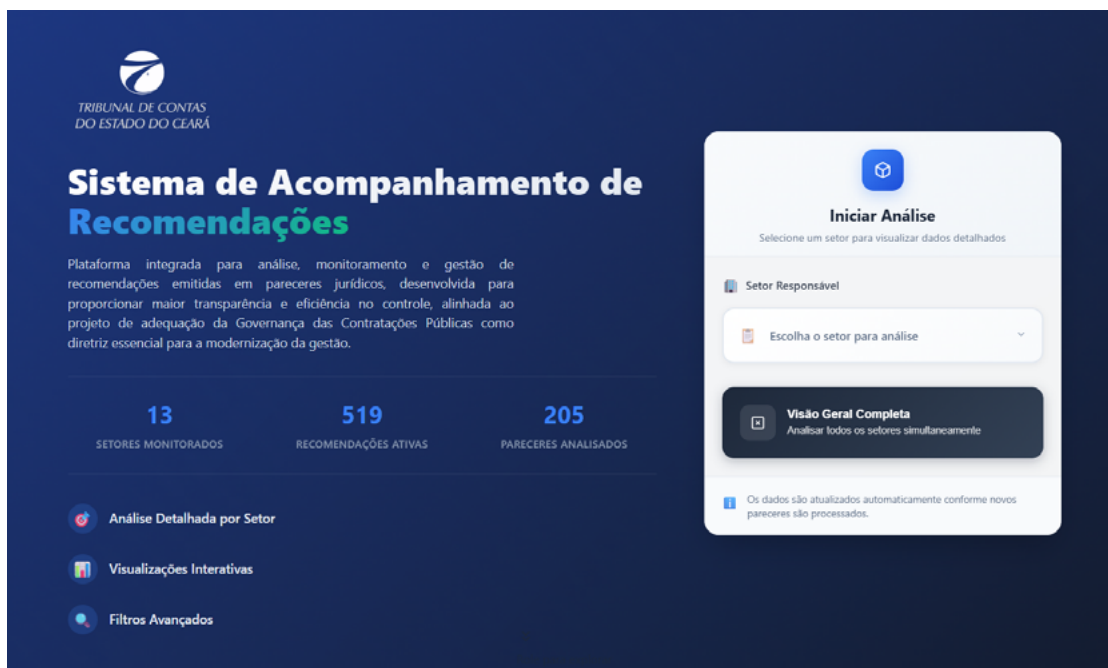 TRIBUNAL DE CONTAS
DO ESTADO DO CEARÁ
Sistema de Acompanhamento de
Recomendações
Plataforma integrada para análise, monitoramento e gestão de
recomendações emitidas em pareceres jurídicos, desenvolvida para
proporcionar maior transparência e eficiência no controle, alinhada ao
projeto de adequação da Governança das Contratações Públicas como
diretriz essencial para a modernização da gestão.
13
SETORES MONITORADOS
519
RECOMENDAÇÕES ATIVAS
205
PARECERES ANALISADOS
Análise Detalhada por Setor
Visualizações Interativas
Filtros Avançados
Iniciar Análise
Selecione um setor para visualizar dados detalhados
Setor Responsável
Escolha o setor para análise
Visão Geral Completa
Analisar todos os setores simultaneamente
Os dados são atualizados automaticamente conforme novos
pareceres são processados.